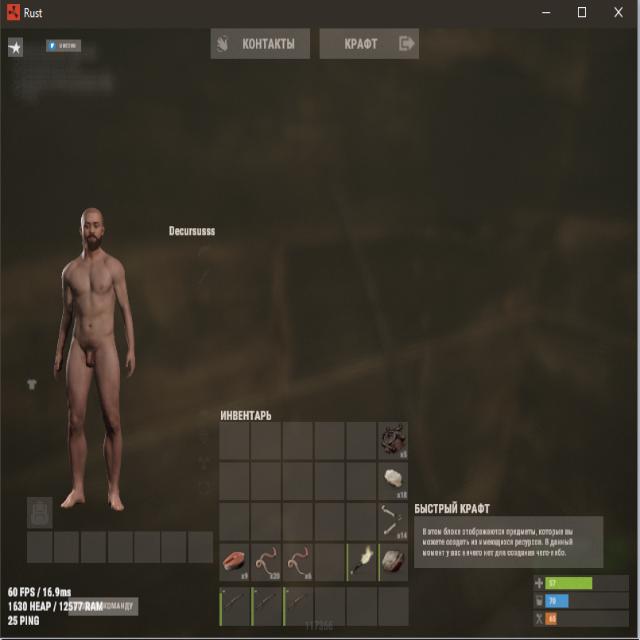 Rust
КОНТАКТЫ
КРАФТ
Decursusss
ИНВЕНТАРЬ
x5
x18
x14
x9
x20
x6
БЫСТРЫЙ КРАФТ
В этом блоке отображаются предметы, которые вы
можете создать из имеющихся ресурсов. В данный
момент у вас ничего нет для создания чего-либо.
57
70
60 FPS / 16.9ms
1630 HEAP / 12577 RAM
КОМАНДУ
25 PING